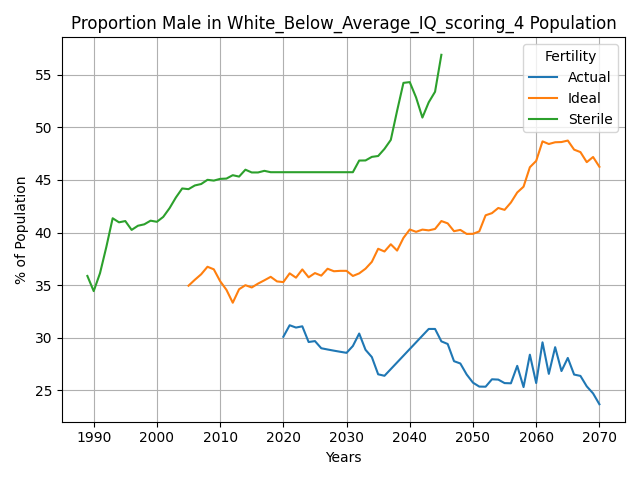 Proportion Male in White_Below_Average_IQ_scoring_4 Population
Fertility
Actual
Ideal
Sterile
% of Population
55
50
45
40
35
30
25
1990 2000 2010 2020 2030 2040 2050 2060 2070
Years